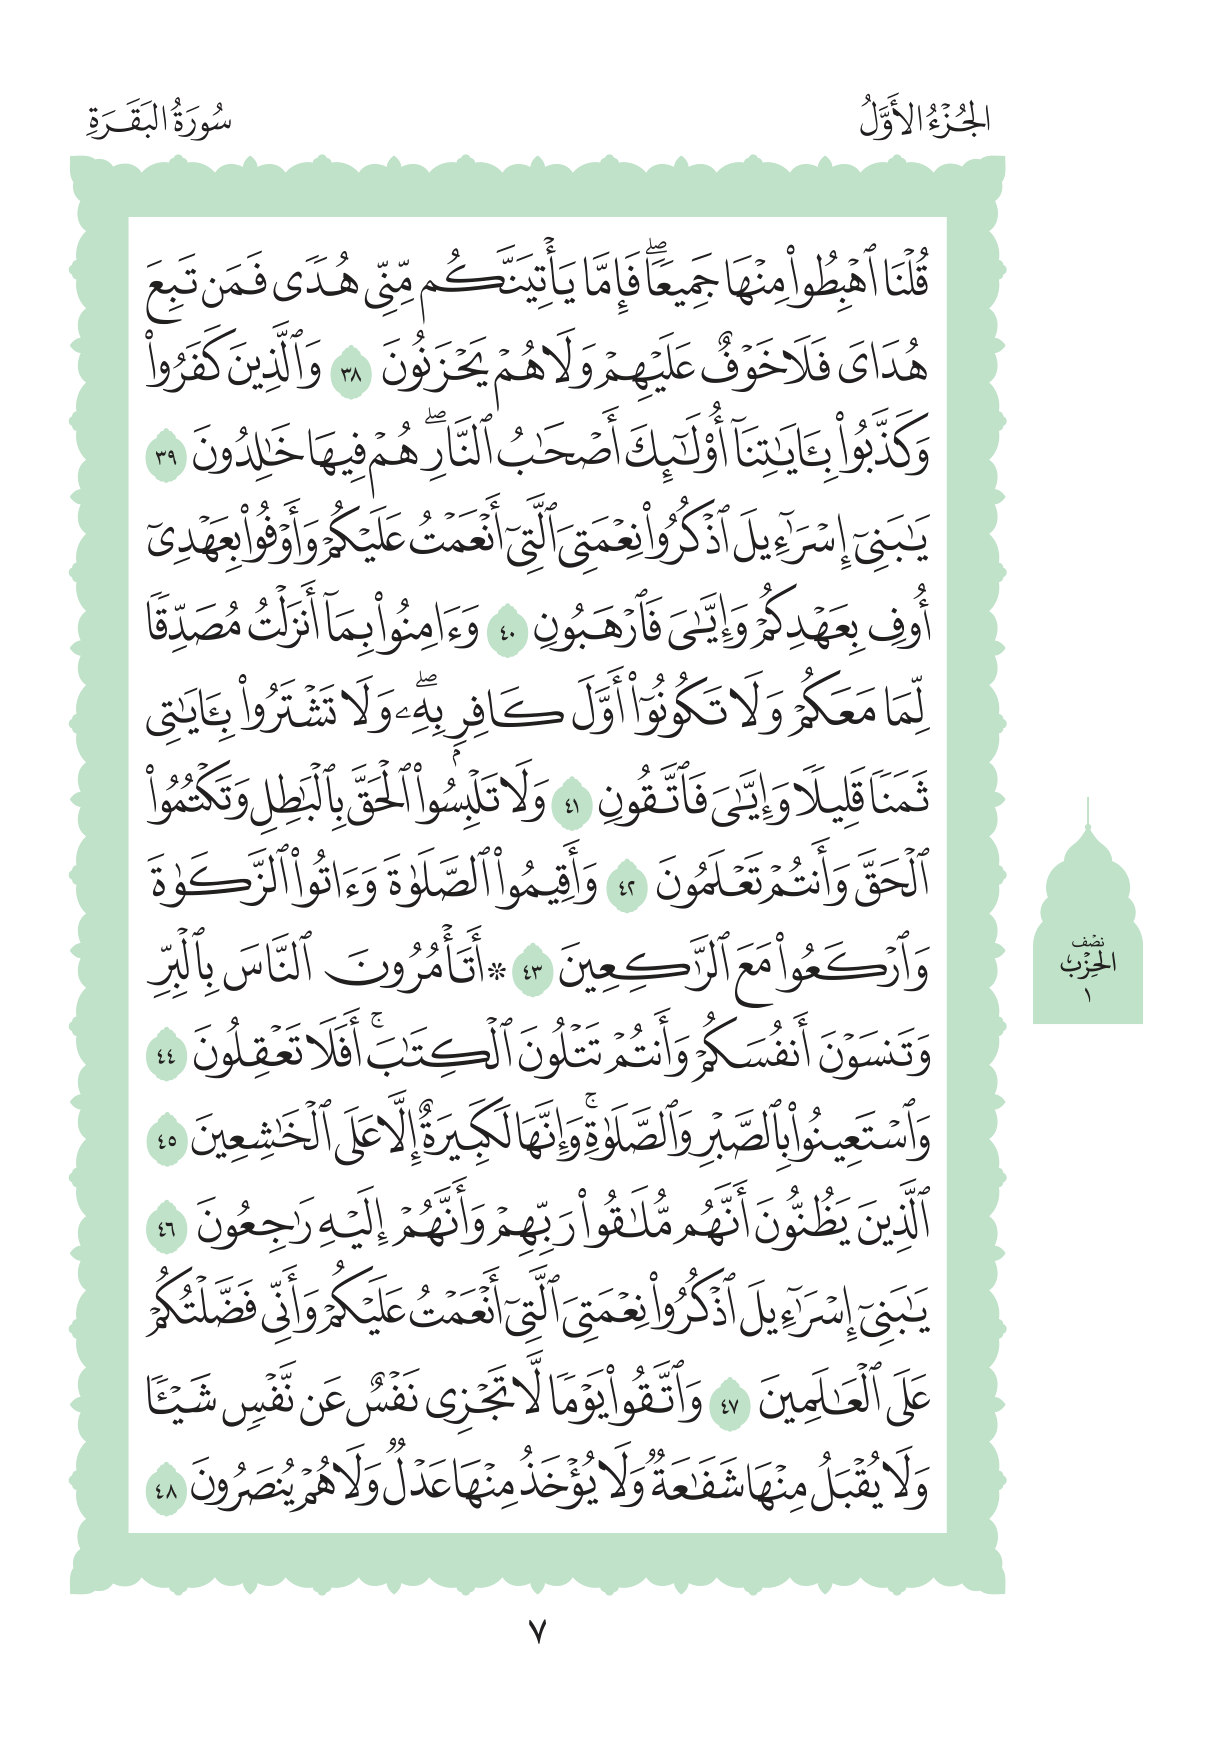 الجُزْءُ الأَوَّلُ
سُورَةُ البَقَرَةِ
قُلْنَا ٱهْبِطُوا۟ مِنْهَا جَمِيعًاۖ فَإِمَّا يَأْتِيَنَّكُم مِّنِّى هُدًى فَمَن تَبِعَ
هُدَاىَ فَلَا خَوْفٌ عَلَيْهِمْ وَلَا هُمْ يَحْزَنُونَ ٣٨ وَٱلَّذِينَ كَفَرُوا۟
وَكَذَّبُوا۟ بِـَٔايَـٰتِنَآ أُو۟لَـٰٓئِكَ أَصْحَـٰبُ ٱلنَّارِۖ هُمْ فِيهَا خَـٰلِدُونَ ٣٩
يَـٰبَنِىٓ إِسْرَٰٓءِيلَ ٱذْكُرُوا۟ نِعْمَتِىَ ٱلَّتِىٓ أَنْعَمْتُ عَلَيْكُمْ وَأَوْفُوا۟ بِعَهْدِىٓ
أُوفِ بِعَهْدِكُمْ وَإِيَّـٰىَ فَٱرْهَبُونِ ٤٠ وَءَامِنُوا۟ بِمَآ أَنزَلْتُ مُصَدِّقًا
لِّمَا مَعَكُمْ وَلَا تَكُونُوٓا۟ أَوَّلَ كَافِرٍۭ بِهِۦۖ وَلَا تَشْتَرُوا۟ بِـَٔايَـٰتِى
ثَمَنًا قَلِيلًا وَإِيَّـٰىَ فَٱتَّقُونِ ٤١ وَلَا تَلْبِسُوا۟ ٱلْحَقَّ بِٱلْبَـٰطِلِ وَتَكْتُمُوا۟
ٱلْحَقَّ وَأَنتُمْ تَعْلَمُونَ ٤٢ وَأَقِيمُوا۟ ٱلصَّلَوٰةَ وَءَاتُوا۟ ٱلزَّكَوٰةَ
وَٱرْكَعُوا۟ مَعَ ٱلرَّٰكِعِينَ ٤٣ ۞ أَتَأْمُرُونَ ٱلنَّاسَ بِٱلْبِرِّ
وَتَنسَوْنَ أَنفُسَكُمْ وَأَنتُمْ تَتْلُونَ ٱلْكِتَـٰبَۚ أَفَلَا تَعْقِلُونَ ٤٤
وَٱسْتَعِينُوا۟ بِٱلصَّبْرِ وَٱلصَّلَوٰةِۚ وَإِنَّهَا لَكَبِيرَةٌ إِلَّا عَلَى ٱلْخَـٰشِعِينَ ٤٥
ٱلَّذِينَ يَظُنُّونَ أَنَّهُم مُّلَـٰقُوا۟ رَبِّهِمْ وَأَنَّهُمْ إِلَيْهِ رَٰجِعُونَ ٤٦
يَـٰبَنِىٓ إِسْرَٰٓءِيلَ ٱذْكُرُوا۟ نِعْمَتِىَ ٱلَّتِىٓ أَنْعَمْتُ عَلَيْكُمْ وَأَنِّى فَضَّلْتُكُمْ
عَلَى ٱلْعَـٰلَمِينَ ٤٧ وَٱتَّقُوا۟ يَوْمًا لَّا تَجْزِى نَفْسٌ عَن نَّفْسٍ شَيْـًٔا
وَلَا يُقْبَلُ مِنْهَا شَفَـٰعَةٌ وَلَا يُؤْخَذُ مِنْهَا عَدْلٌ وَلَا هُمْ يُنصَرُونَ ٤٨
نصْف
الحِزْب
١
٧